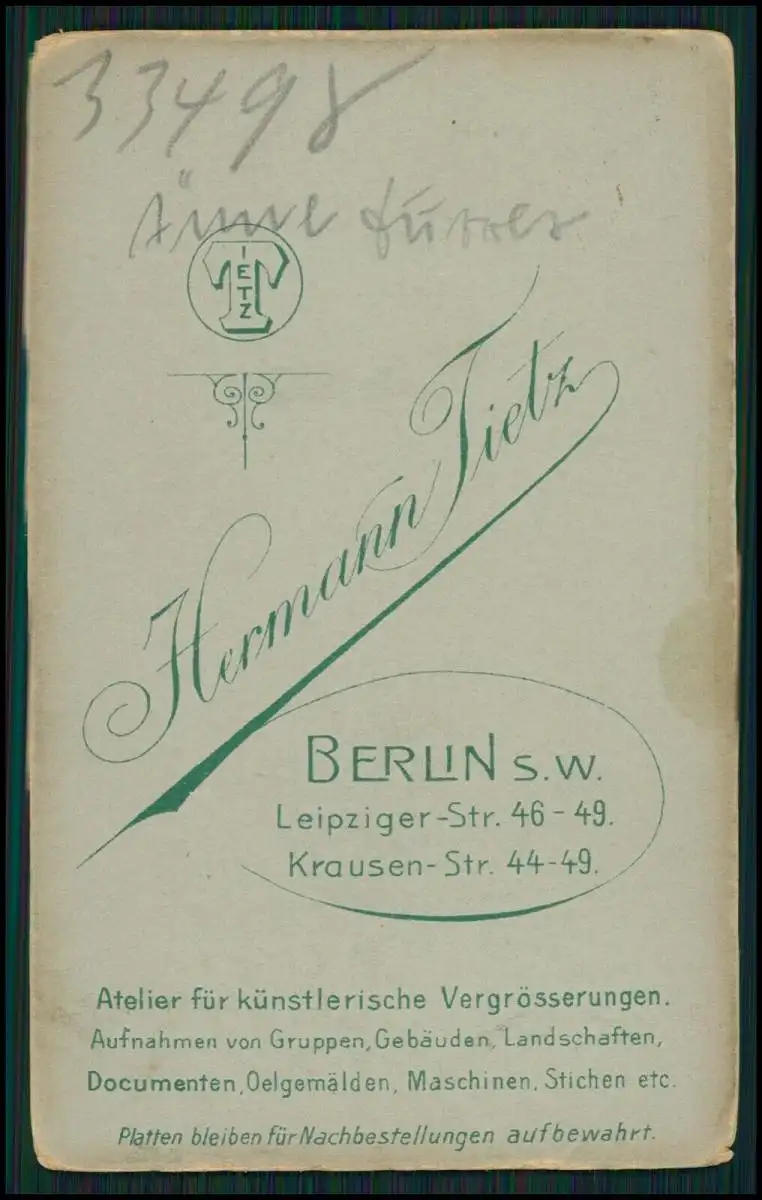 33498
Änne
TIETZ
Hermann Tietz
BERLIN s.w.
Leipziger-Str. 46-49.
Krausen-Str. 44-49.
Atelier für künstlerische Vergrösserungen.
Aufnahmen von Gruppen, Gebäuden, Landschaften,
Documenten, Oelgemälden, Maschinen, Stichen etc.
Platten bleiben für Nachbestellungen aufbewahrt.